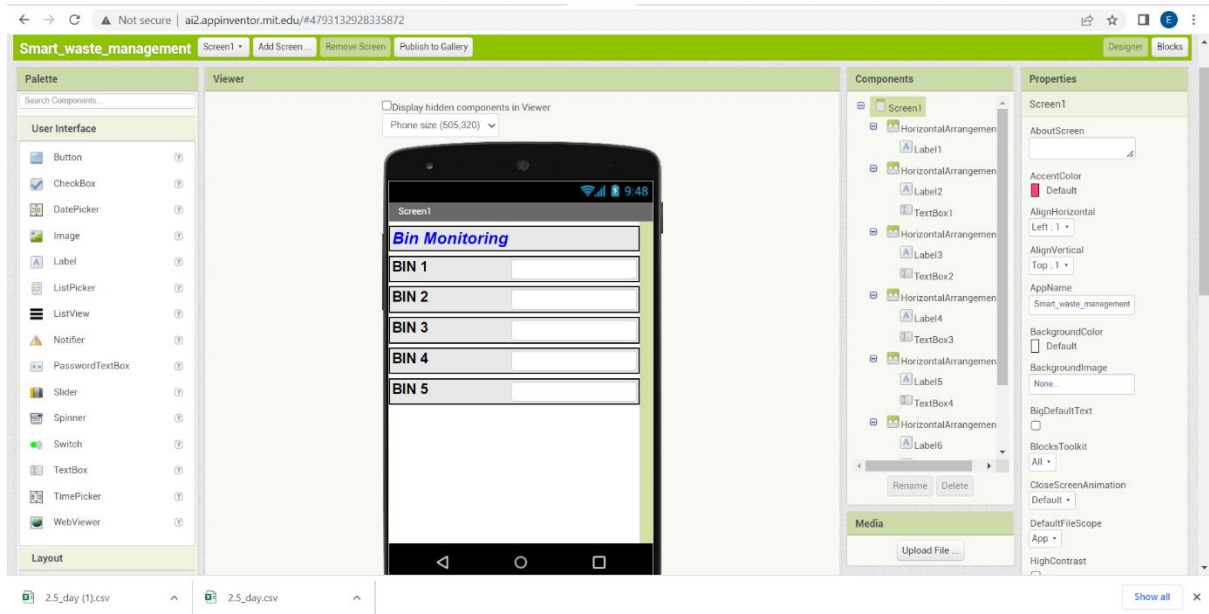 Not secure | ai2.appinventor.mit.edu/#4793132928335872
E
Smart_waste_management Screen1 Add Screen ... Remove Screen Publish to Gallery Designer Blocks
Palette
Search Components...
User Interface
Button
CheckBox
DatePicker
Image
Label
ListPicker
ListView
Notifier
PasswordTextBox
Slider
Spinner
Switch
TextBox
TimePicker
WebViewer
Layout
Viewer
Display hidden components in Viewer
Phone size (505,320)
9:48
Screen1
Bin Monitoring
BIN 1
BIN 2
BIN 3
BIN 4
BIN 5
Components
Screen1
HorizontalArrangemen
Label1
HorizontalArrangemen
Label2
TextBox1
HorizontalArrangemen
Label3
TextBox2
HorizontalArrangemen
Label4
TextBox3
HorizontalArrangemen
Label5
TextBox4
HorizontalArrangemen
Label6
Rename Delete
Media
Upload File ...
Properties
Screen1
AboutScreen
AccentColor
Default
AlignHorizontal
Left : 1
AlignVertical
Top : 1
AppName
Smart_waste_management
BackgroundColor
Default
BackgroundImage
None...
BigDefaultText
BlocksToolkit
All
CloseScreenAnimation
Default
DefaultFileScope
App
HighContrast
2.5_day (1).csv
2.5_day.csv
Show all